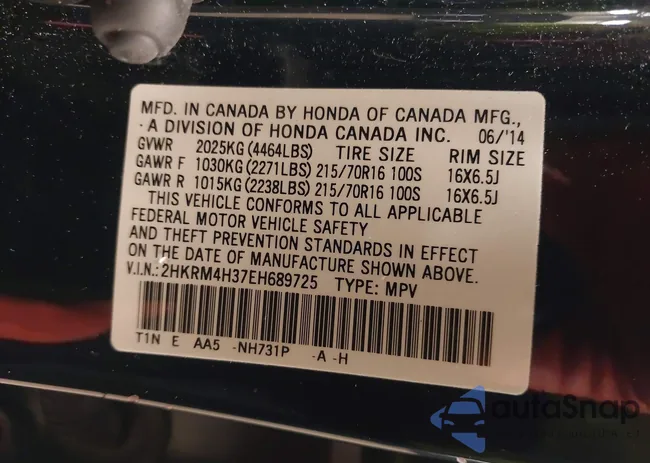 MFD. IN CANADA BY HONDA OF CANADA MFG.,
A DIVISION OF HONDA CANADA INC. 06/'14
GVWR 2025KG (4464LBS) TIRE SIZE RIM SIZE
GAWR F 1030KG (2271LBS) 215/70R16 100S 16X6.5J
GAWR R 1015KG (2238LBS) 215/70R16 100S 16X6.5J
THIS VEHICLE CONFORMS TO ALL APPLICABLE
FEDERAL MOTOR VEHICLE SAFETY
AND THEFT PREVENTION STANDARDS IN EFFECT
ON THE DATE OF MANUFACTURE SHOWN ABOVE.
V.I.N.: 2HKRM4H37EH689725 TYPE: MPV
T1N E AA5 -NH731P -A -H
autoSnap